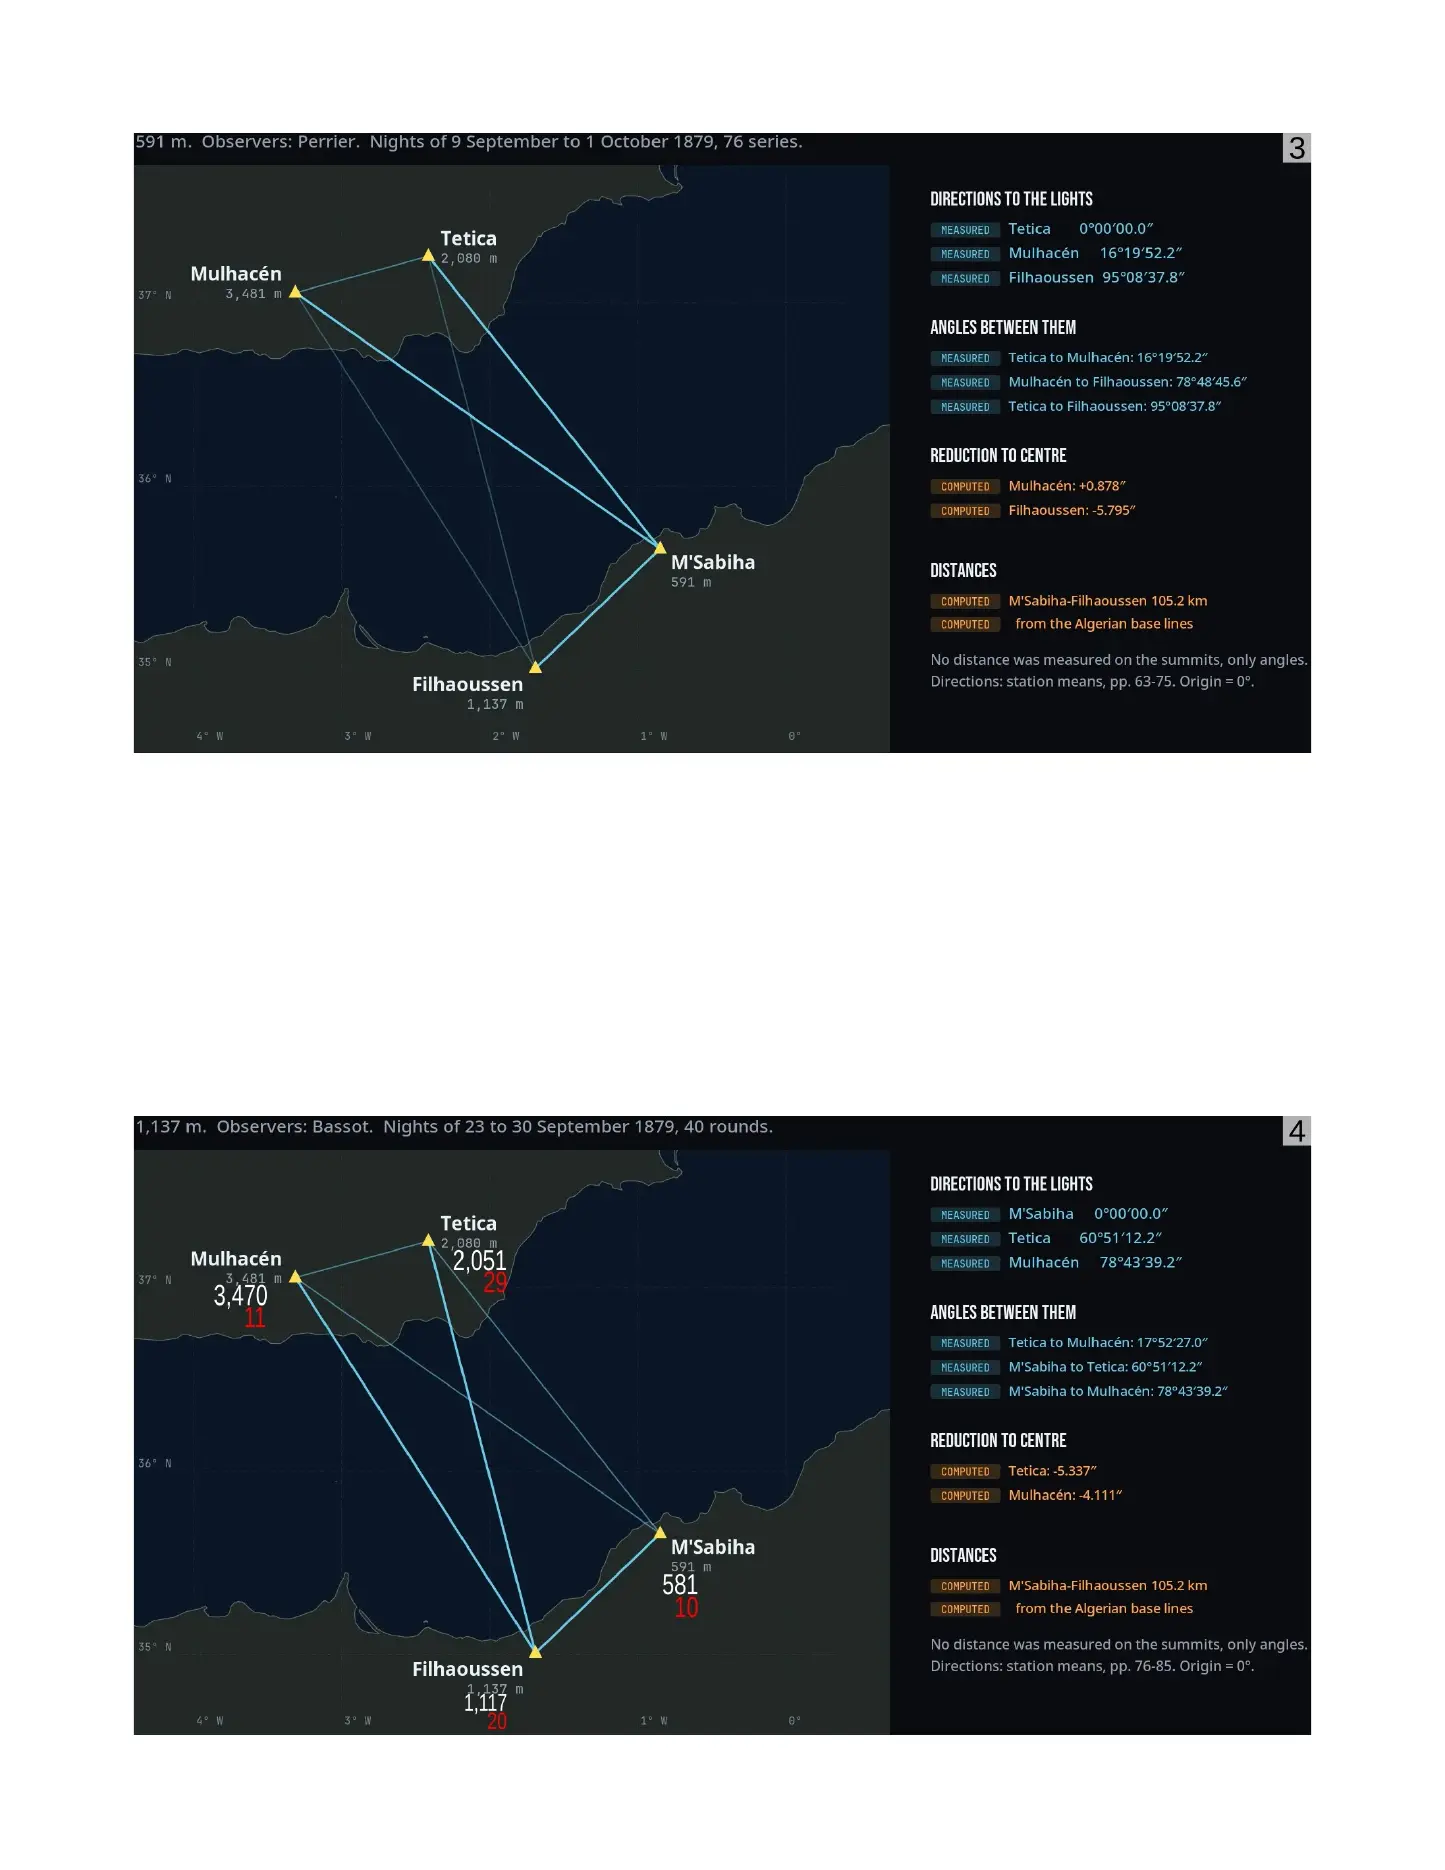 591 m.  Observers: Perrier.  Nights of 9 September to 1 October 1879, 76 series.
3
Tetica
2,080 m
Mulhacén
3,481 m
37° N
36° N
M'Sabiha
591 m
35° N
Filhaoussen
1,137 m
4° W
3° W
2° W
1° W
0°
DIRECTIONS TO THE LIGHTS
MEASURED Tetica 0°00′00.0″
MEASURED Mulhacén 16°19′52.2″
MEASURED Filhaoussen 95°08′37.8″
ANGLES BETWEEN THEM
MEASURED Tetica to Mulhacén: 16°19′52.2″
MEASURED Mulhacén to Filhaoussen: 78°48′45.6″
MEASURED Tetica to Filhaoussen: 95°08′37.8″
REDUCTION TO CENTRE
COMPUTED Mulhacén: +0.878″
COMPUTED Filhaoussen: -5.795″
DISTANCES
COMPUTED M'Sabiha-Filhaoussen 105.2 km
COMPUTED from the Algerian base lines
No distance was measured on the summits, only angles.
Directions: station means, pp. 63-75. Origin = 0°.
1,137 m.  Observers: Bassot.  Nights of 23 to 30 September 1879, 40 rounds.
4
Tetica
2,080 m
2,051
29
Mulhacén
3,481 m
3,470
11
37° N
36° N
M'Sabiha
591 m
581
10
35° N
Filhaoussen
1,137 m
1,117
20
4° W
3° W
1° W
0°
DIRECTIONS TO THE LIGHTS
MEASURED M'Sabiha 0°00′00.0″
MEASURED Tetica 60°51′12.2″
MEASURED Mulhacén 78°43′39.2″
ANGLES BETWEEN THEM
MEASURED Tetica to Mulhacén: 17°52′27.0″
MEASURED M'Sabiha to Tetica: 60°51′12.2″
MEASURED M'Sabiha to Mulhacén: 78°43′39.2″
REDUCTION TO CENTRE
COMPUTED Tetica: -5.337″
COMPUTED Mulhacén: -4.111″
DISTANCES
COMPUTED M'Sabiha-Filhaoussen 105.2 km
COMPUTED from the Algerian base lines
No distance was measured on the summits, only angles.
Directions: station means, pp. 76-85. Origin = 0°.